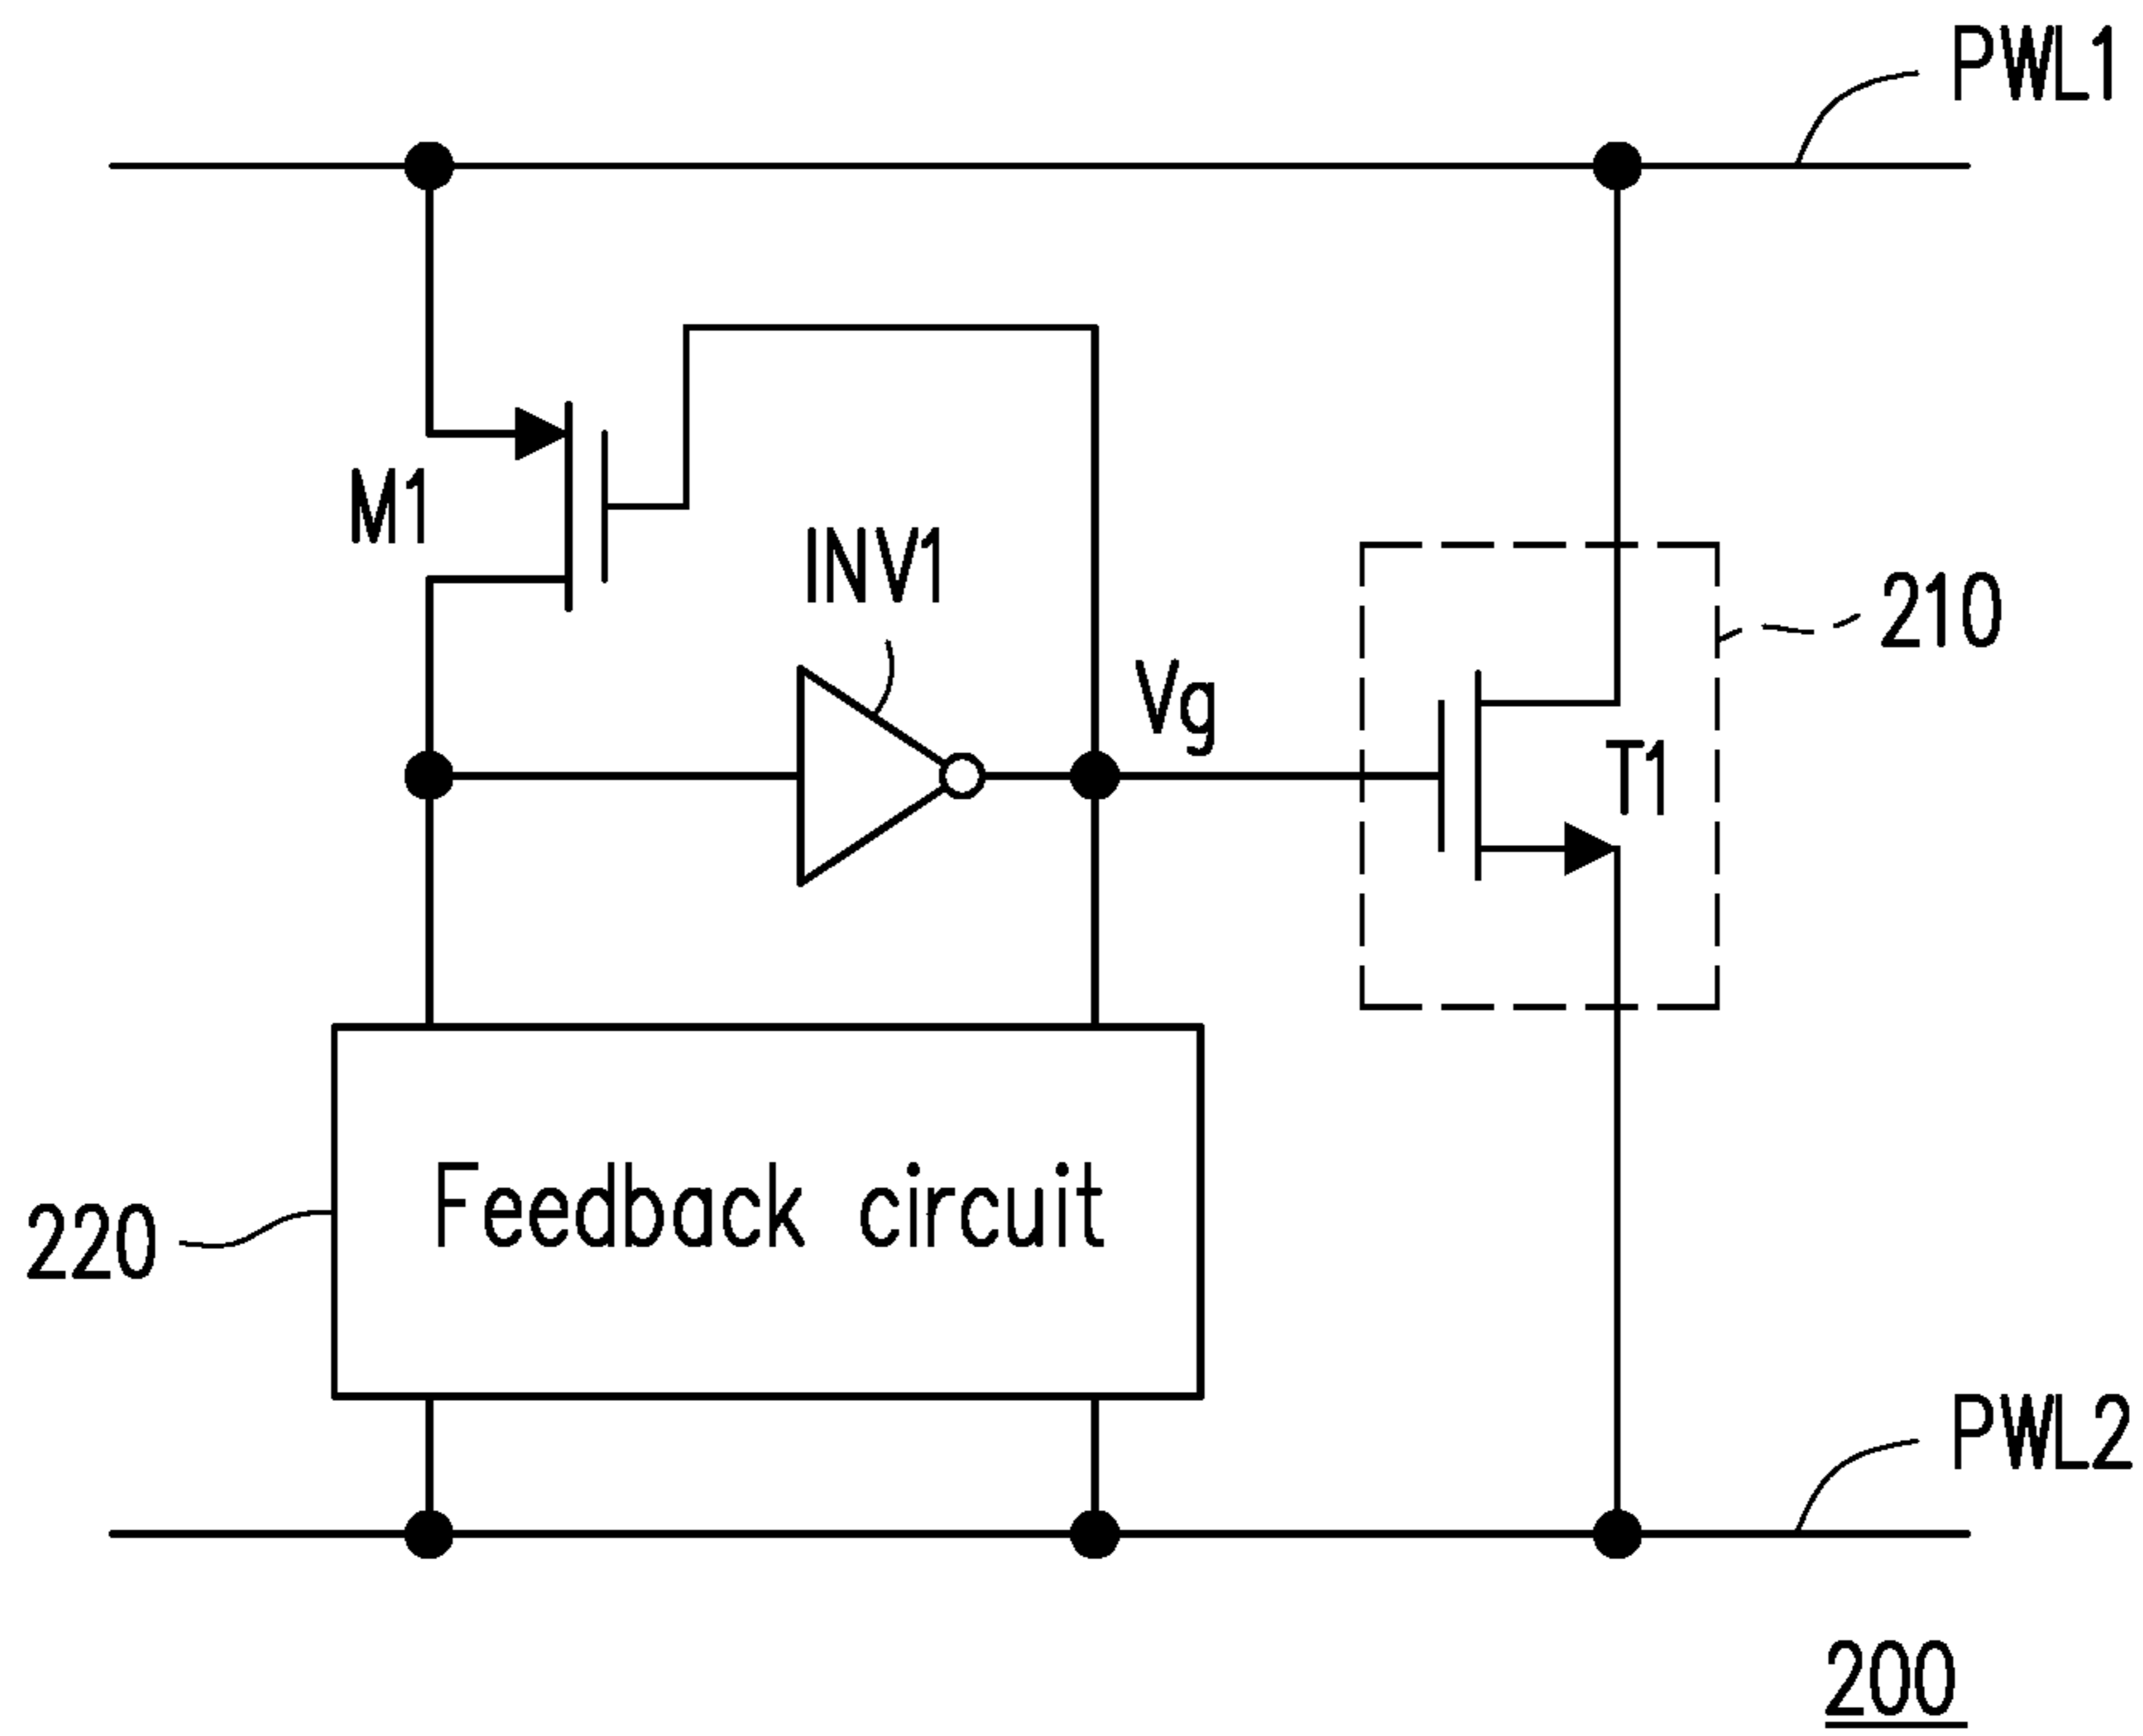 PWL1
M1
INV1
210
Vg
T1
Feedback circuit
220
PWL2
200